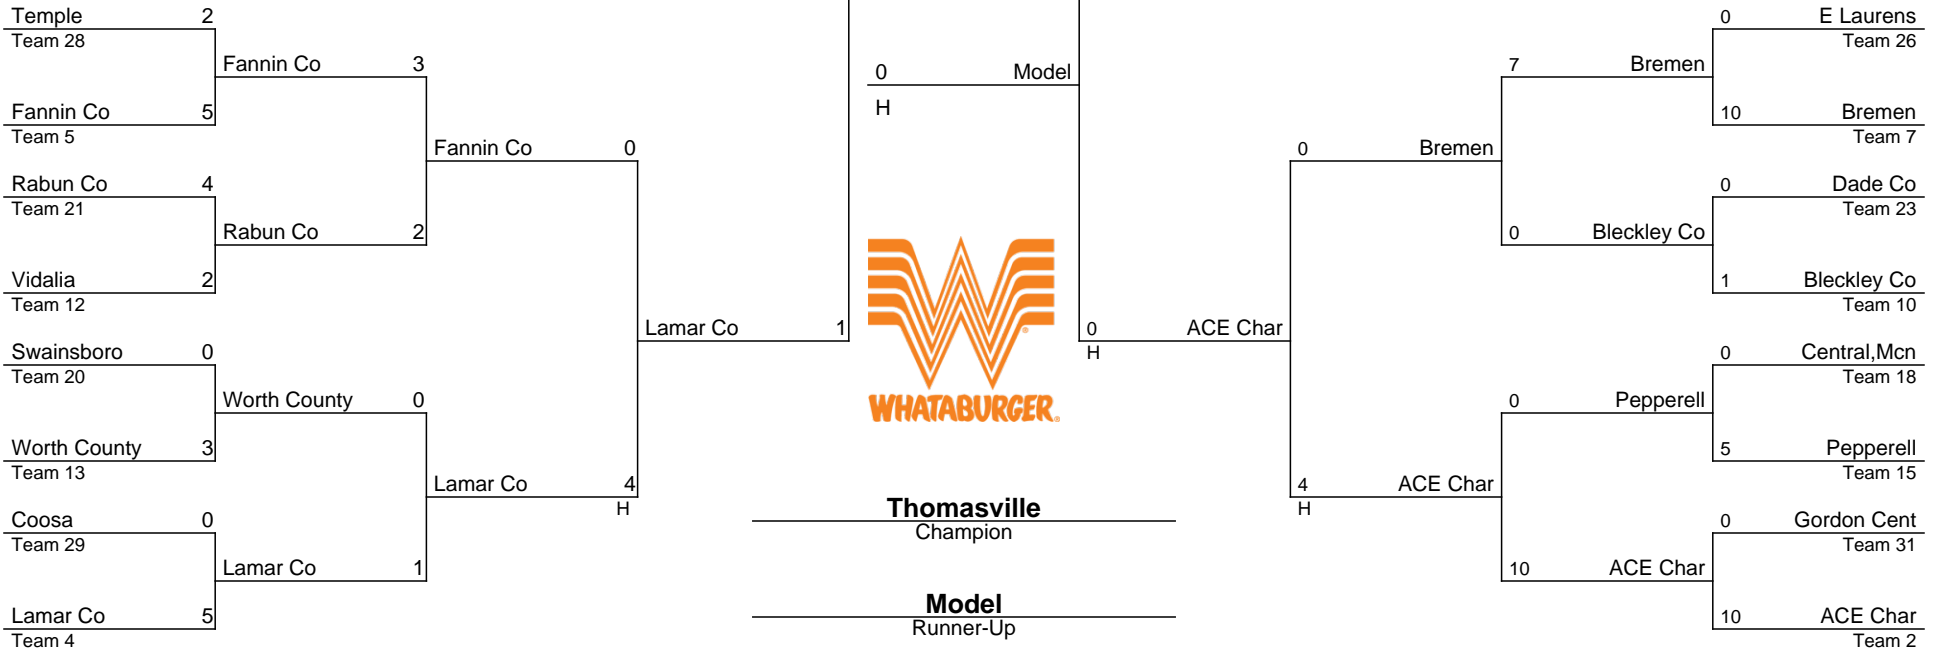 Temple 2
Team 28
Fannin Co 3
Fannin Co 5
Team 5
Fannin Co 0
Rabun Co 4
Team 21
Rabun Co 2
Vidalia 2
Team 12
Lamar Co 1
Swainsboro 0
Team 20
Worth County 0
Worth County 3
Team 13
Lamar Co 4
H
Coosa 0
Team 29
Lamar Co 1
Lamar Co 5
Team 4
0 Model
H
WHATABURGER
Thomasville
Champion
Model
Runner-Up
0 E Laurens
Team 26
7 Bremen
10 Bremen
Team 7
0 Bremen
0 Dade Co
Team 23
0 Bleckley Co
1 Bleckley Co
Team 10
0 ACE Char
H
0 Central,Mcn
Team 18
0 Pepperell
5 Pepperell
Team 15
4 ACE Char
H
0 Gordon Cent
Team 31
10 ACE Char
10 ACE Char
Team 2